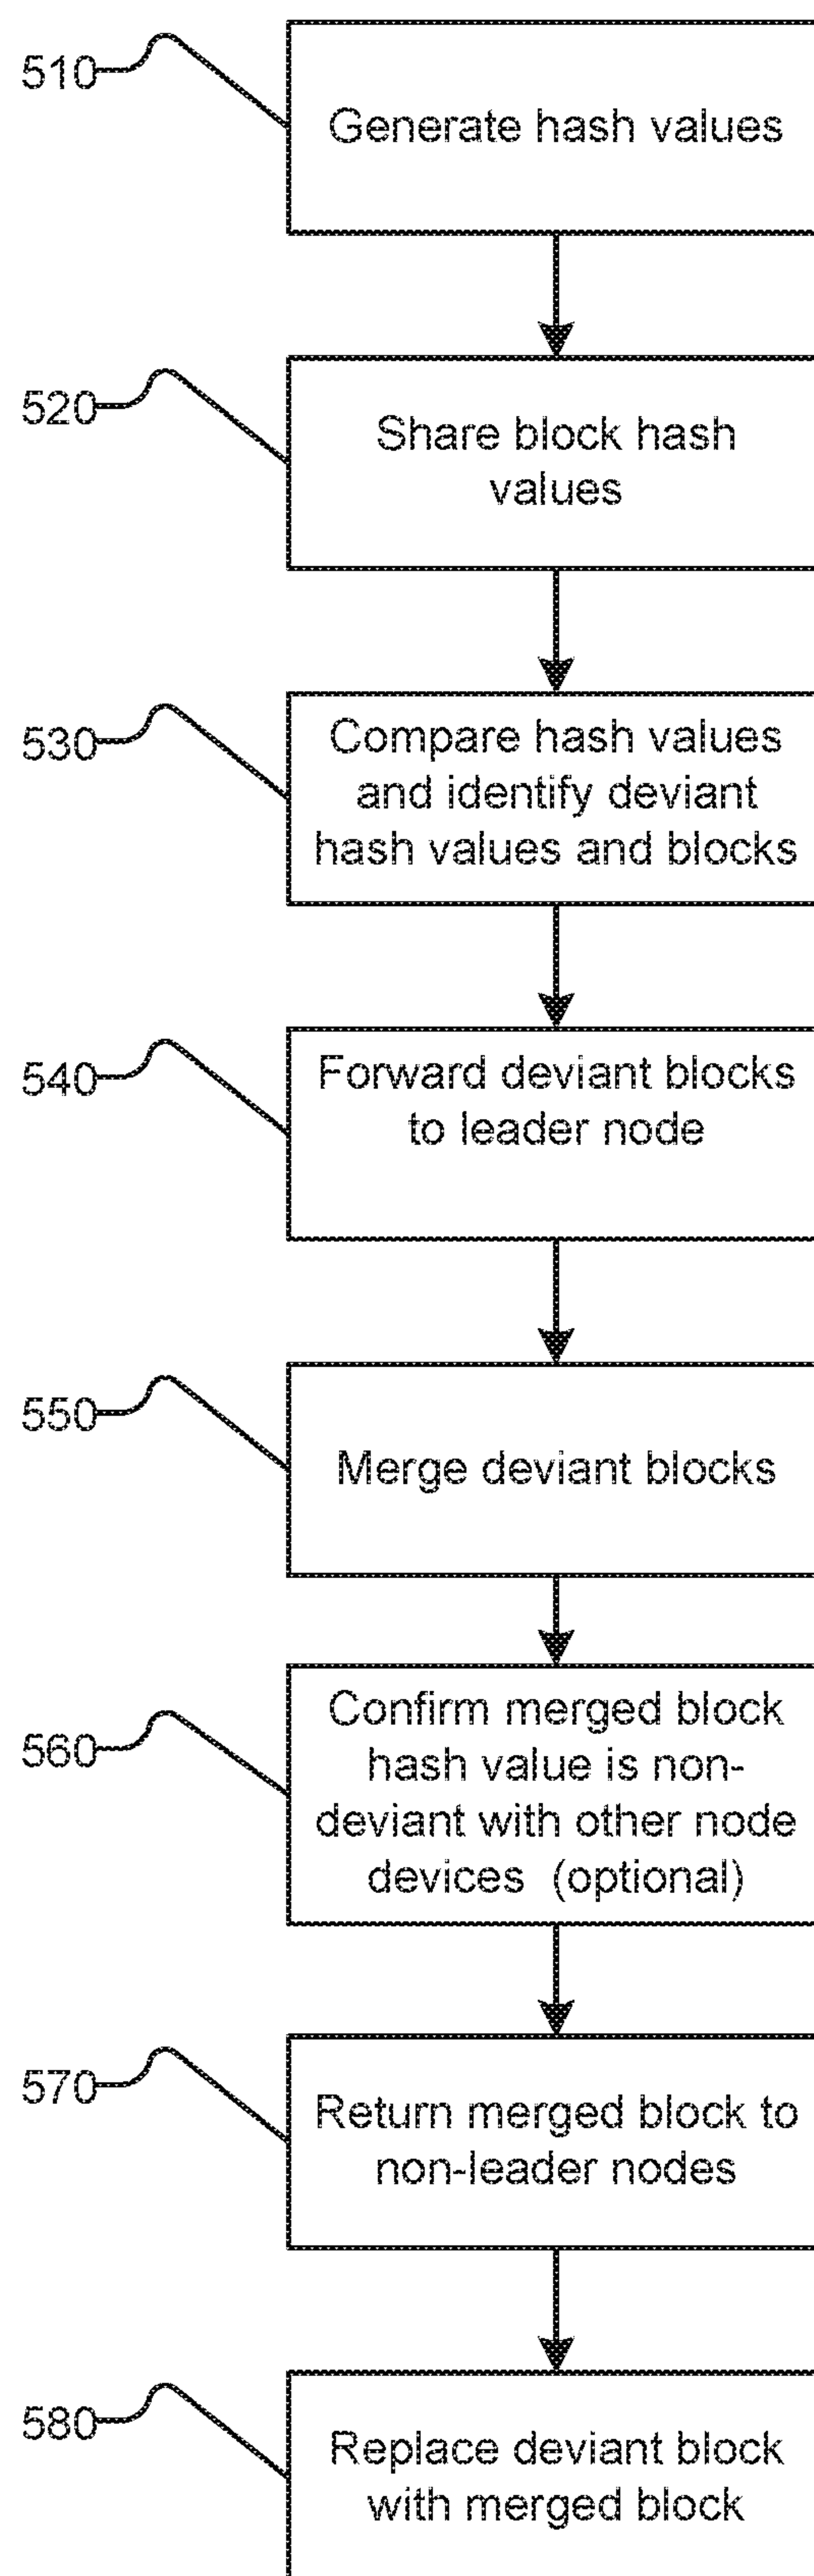 510
Generate hash values
520
Share block hash
values
530
Compare hash values
and identify deviant
hash values and blocks
540
Forward deviant blocks
to leader node
550
Merge deviant blocks
560
Confirm merged block
hash value is non-
deviant with other node
devices (optional)
570
Return merged block to
non-leader nodes
580
Replace deviant block
with merged block